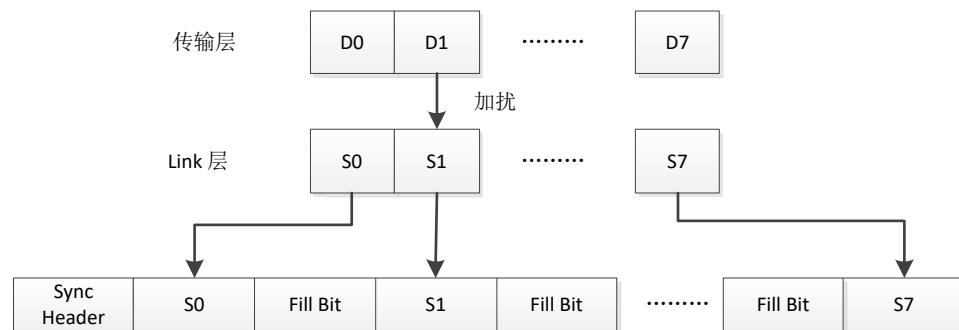 传输层 D0 D1 ········· D7
加扰
Link 层 S0 S1 ········· S7
Sync Header S0 Fill Bit S1 Fill Bit ········· Fill Bit S7